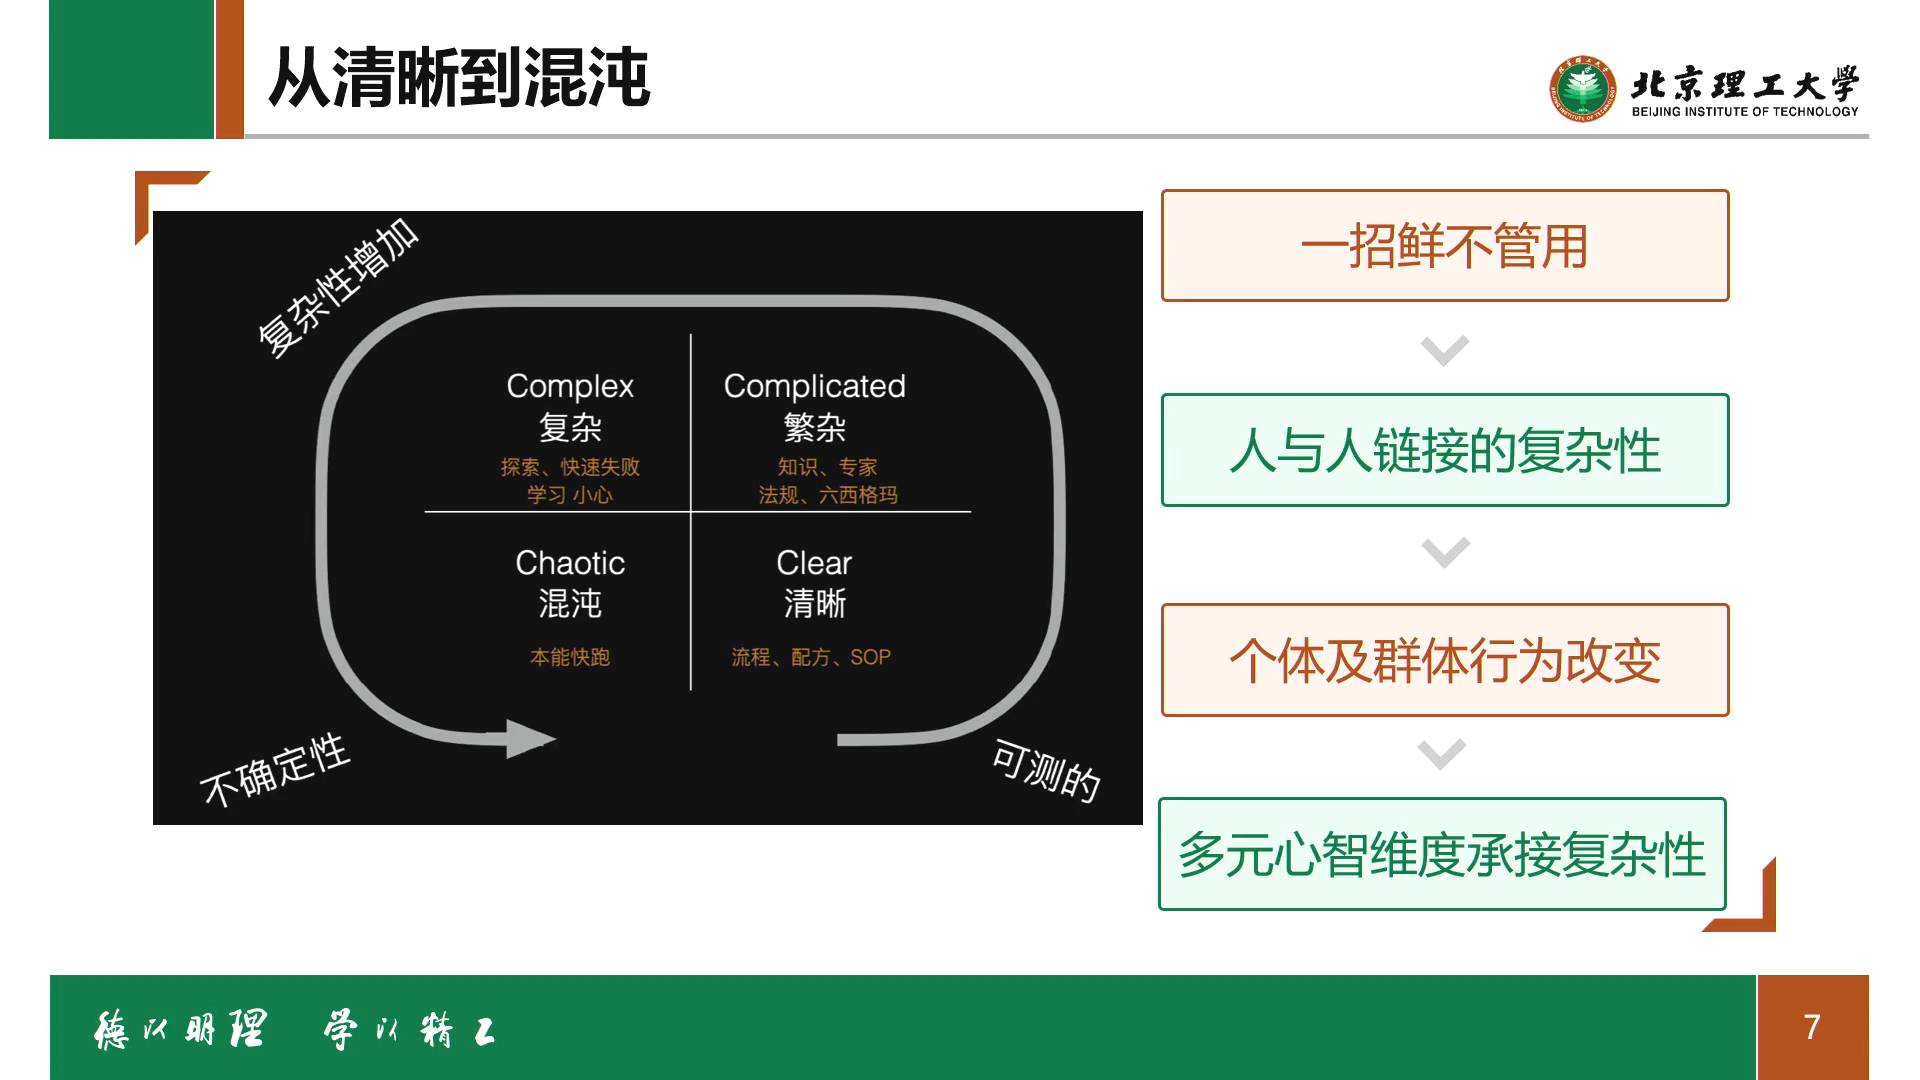 从清晰到混沌
北京理工大学
BEIJING INSTITUTE OF TECHNOLOGY
复杂性增加
Complex
复杂
探索、快速失败
学习 小心
Complicated
繁杂
知识、专家
法规、六西格玛
Chaotic
混沌
本能快跑
Clear
清晰
流程、配方、SOP
不确定性
可测的
一招鲜不管用
人与人链接的复杂性
个体及群体行为改变
多元心智维度承接复杂性
德以明理 学以精工
7